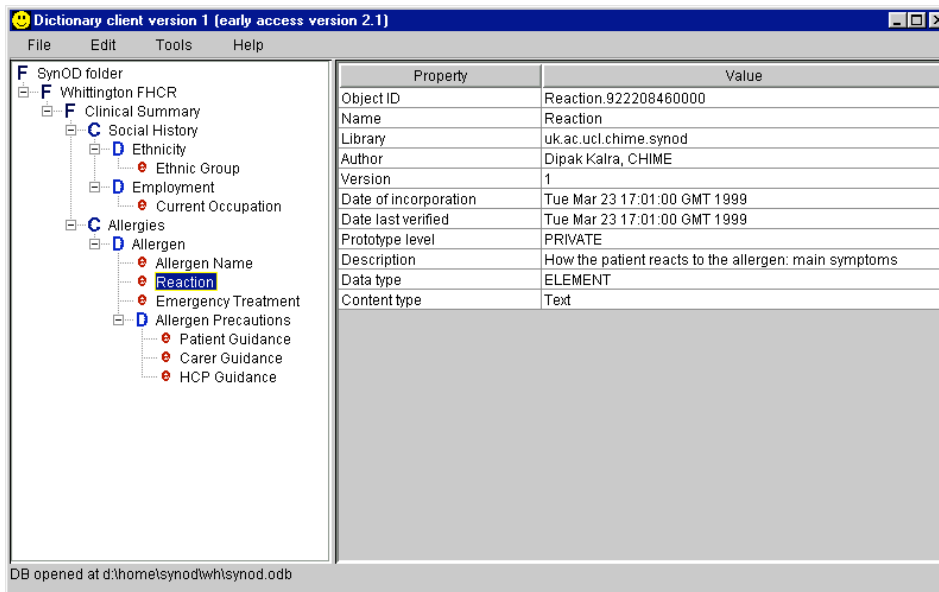 Dictionary client version 1 (early access version 2.1)
File Edit Tools Help
F SynOD folder
F Whittington FHCR
F Clinical Summary
C Social History
D Ethnicity
e Ethnic Group
D Employment
e Current Occupation
C Allergies
D Allergen
e Allergen Name
e Reaction
e Emergency Treatment
D Allergen Precautions
e Patient Guidance
e Carer Guidance
e HCP Guidance
Property Value
Object ID Reaction.922208460000
Name Reaction
Library uk.ac.ucl.chime.synod
Author Dipak Kalra, CHIME
Version 1
Date of incorporation Tue Mar 23 17:01:00 GMT 1999
Date last verified Tue Mar 23 17:01:00 GMT 1999
Prototype level PRIVATE
Description How the patient reacts to the allergen: main symptoms
Data type ELEMENT
Content type Text
DB opened at d:\home\synod\wh\synod.odb